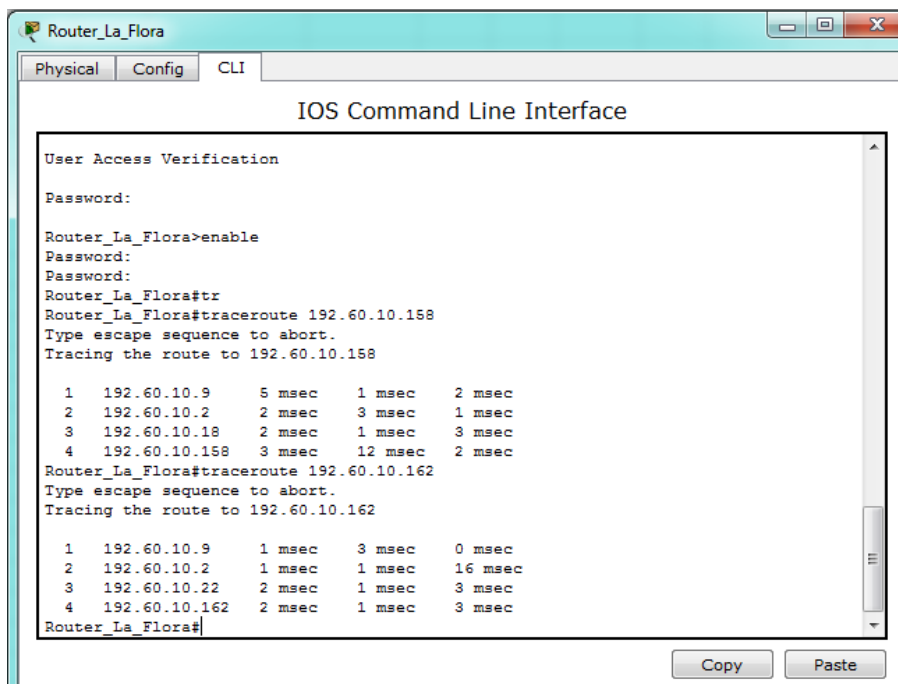 Router_La_Flora
Physical Config CLI
IOS Command Line Interface
User Access Verification
Password:
Router_La_Flora>enable
Password:
Password:
Router_La_Flora#tr
Router_La_Flora#traceroute 192.60.10.158
Type escape sequence to abort.
Tracing the route to 192.60.10.158
1 192.60.10.9 5 msec 1 msec 2 msec
2 192.60.10.2 2 msec 3 msec 1 msec
3 192.60.10.18 2 msec 1 msec 3 msec
4 192.60.10.158 3 msec 12 msec 2 msec
Router_La_Flora#traceroute 192.60.10.162
Type escape sequence to abort.
Tracing the route to 192.60.10.162
1 192.60.10.9 1 msec 3 msec 0 msec
2 192.60.10.2 1 msec 1 msec 16 msec
3 192.60.10.22 2 msec 1 msec 3 msec
4 192.60.10.162 2 msec 1 msec 3 msec
Router_La_Flora#
Copy Paste